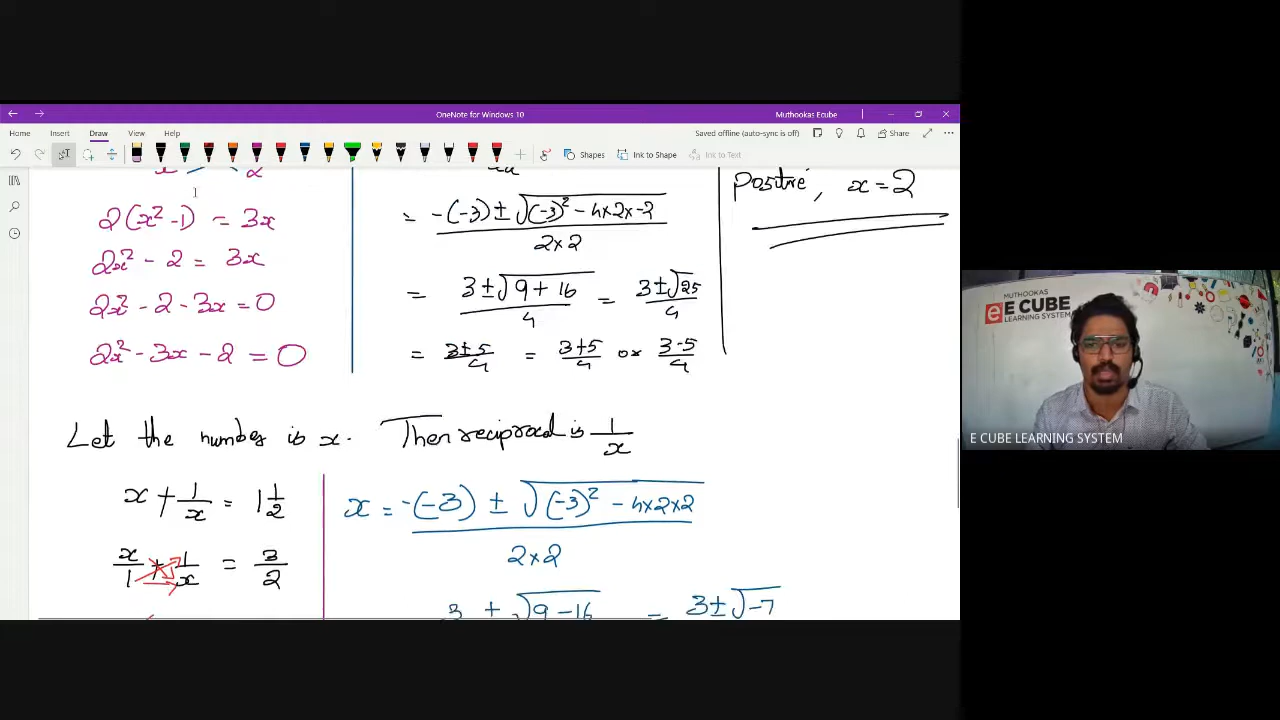 OneNote for Windows 10
Muthookas Ecube
Home Insert Draw View Help
Saved offline (auto-sync is off)
Share
Shapes
Ink to Shape
Ink to Text
2
2(x² -1) = 3x
2x² - 2 = 3x
2x² - 2 - 3x = 0
2x² - 3x - 2 = 0
= -(-3) ± √(-3)² - 4×2×-2
2×2
= 3 ± √9 + 16 / 4 = 3 ± √25 / 4
= 3±5/4 = 3+5/4 or 3-5/4
Positive, x = 2
Let the number is x. Then reciprocal is 1/x
x + 1/x = 1 1/2
x/1 + 1/x = 3/2
x = -(-3) ± √(-3)² - 4×2×2
2×2
3 ± √9 - 16 = 3 ± √-7
MUTHOOKAS
e E CUBE
LEARNING SYSTEM
E CUBE LEARNING SYSTEM